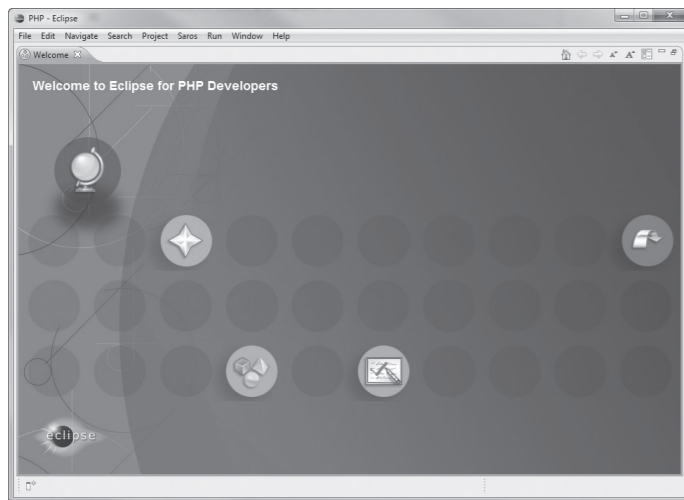 PHP - Eclipse
File Edit Navigate Search Project Saros Run Window Help
Welcome
Welcome to Eclipse for PHP Developers
eclipse